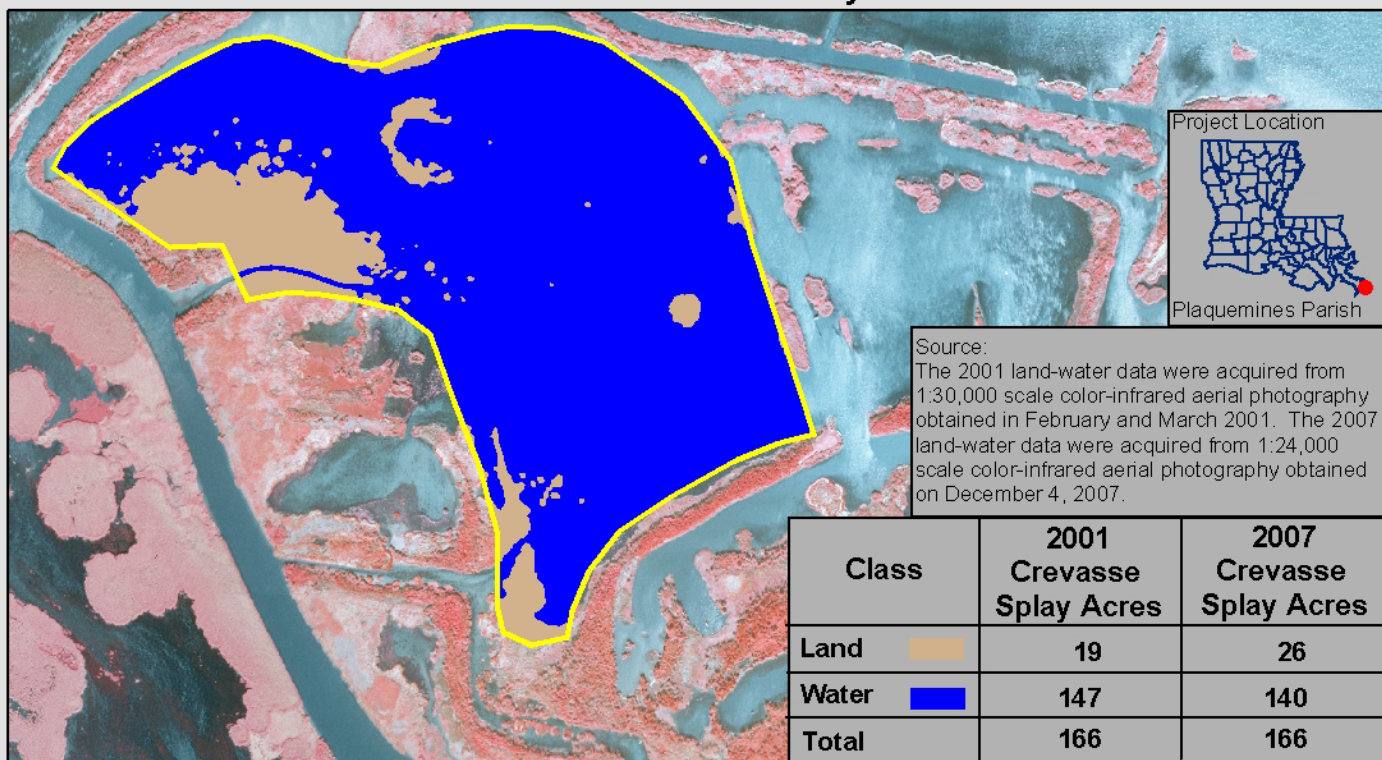 Project Location
Plaquemines Parish
Source:
The 2001 land-water data were acquired from
1:30,000 scale color-infrared aerial photography
obtained in February and March 2001. The 2007
land-water data were acquired from 1:24,000
scale color-infrared aerial photography obtained
on December 4, 2007.
Class 2001 Crevasse Splay Acres 2007 Crevasse Splay Acres
Land 19 26
Water 147 140
Total 166 166